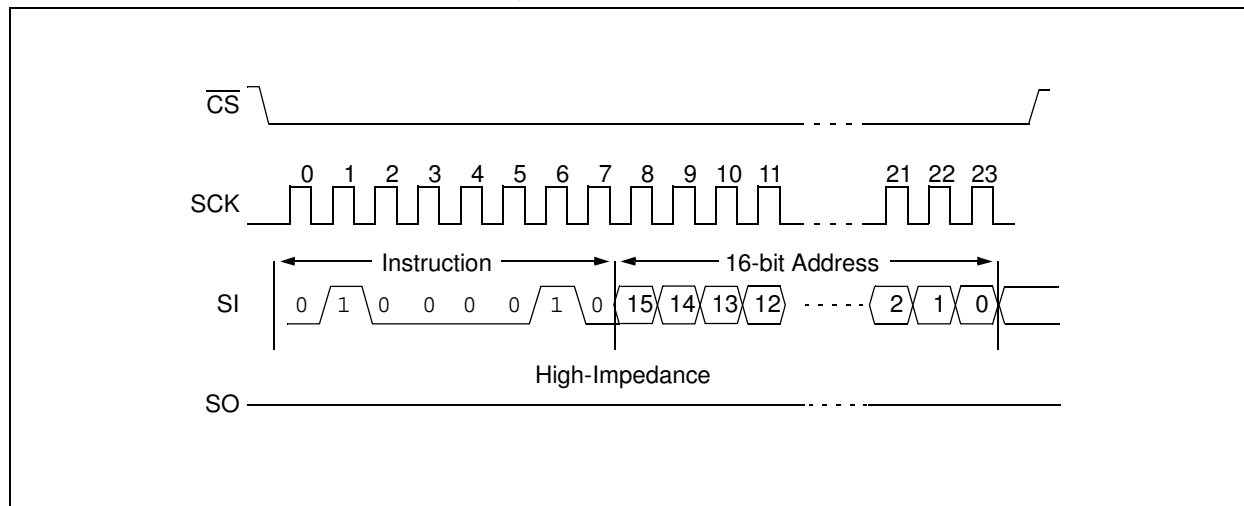 CS
0 1 2 3 4 5 6 7 8 9 10 11 21 22 23
SCK
Instruction 16-bit Address
SI 0 1 0 0 0 0 1 0 15 14 13 12 2 1 0
High-Impedance
SO